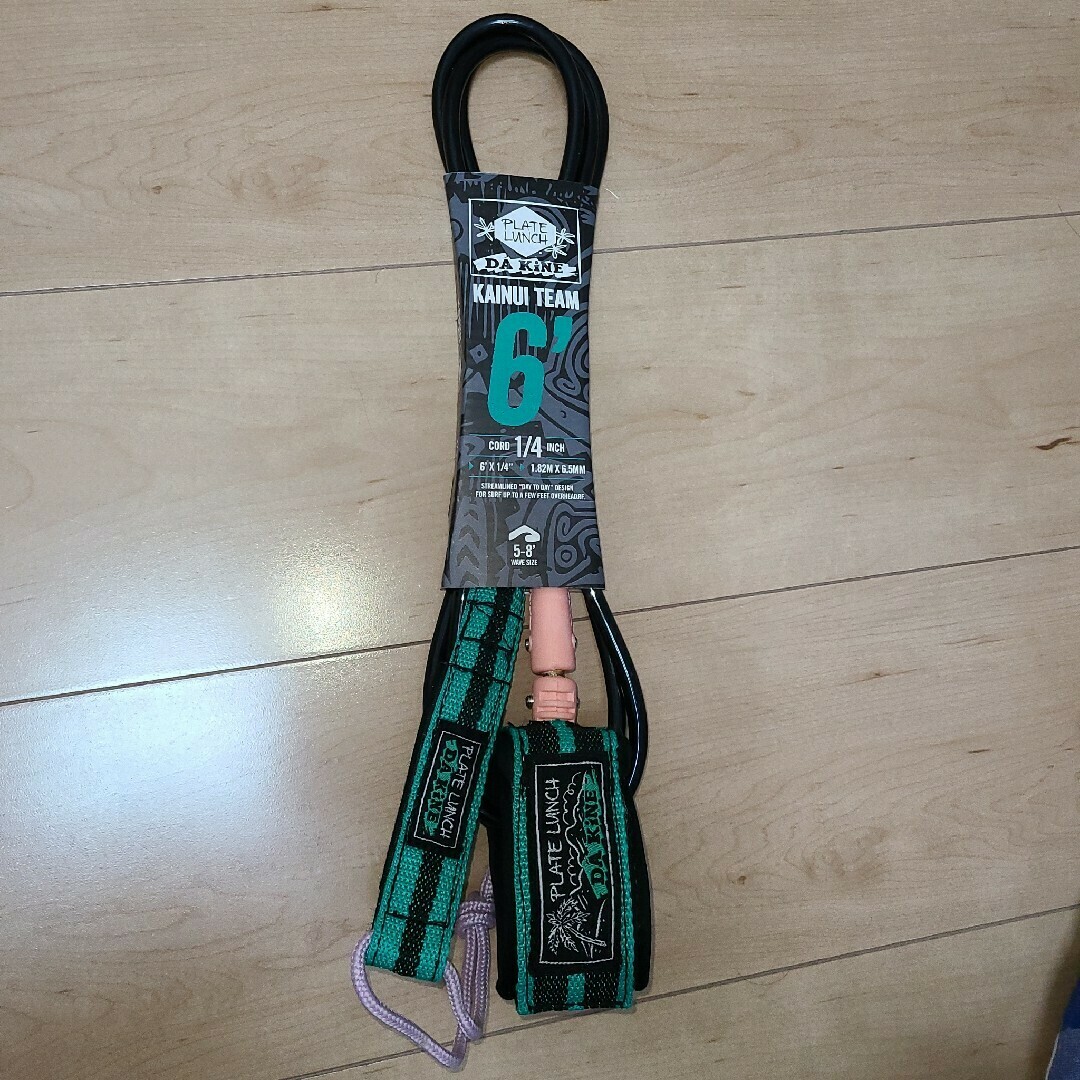 PLATE
LUNCH
DA KiNE
KAINUI TEAM
6'
CORD 1/4 INCH
6' X 1/4" 1.82M X 6.5MM
STREAMLINED "DAY TO DAY" DESIGN
FOR SURF UP TO A FEW FEET OVERHEAD.RF.
5-8'
WAVE SIZE
PLATE LUNCH
DA KiNE
PLATE LUNCH
DA KiNE